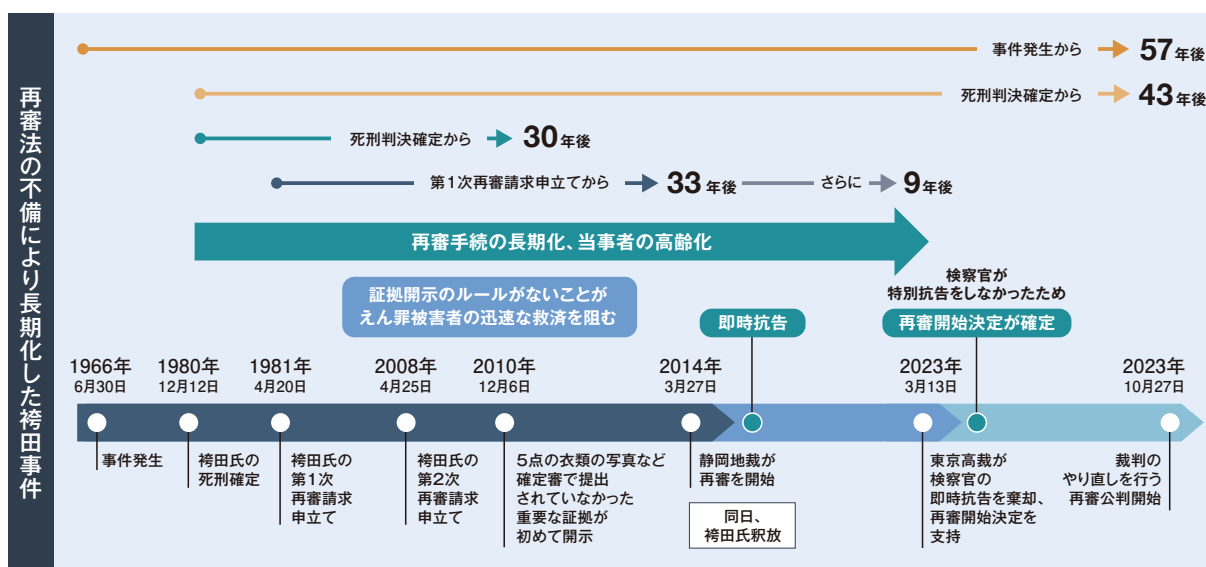 再審法の不備により長期化した袴田事件
事件発生から 57年後
死刑判決確定から 43年後
死刑判決確定から 30年後
第1次再審請求申立てから 33年後 さらに 9年後
再審手続の長期化、当事者の高齢化
証拠開示のルールがないことが
えん罪被害者の迅速な救済を阻む
即時抗告
検察官が
特別抗告をしなかったため
再審開始決定が確定
1966年
6月30日
事件発生
1980年
12月12日
袴田氏の
死刑確定
1981年
4月20日
袴田氏の
第1次
再審請求
申立て
2008年
4月25日
袴田氏の
第2次
再審請求
申立て
2010年
12月6日
5点の衣類の写真など
確定審で提出
されていなかった
重要な証拠が
初めて開示
2014年
3月27日
静岡地裁が
再審を開始
同日、
袴田氏釈放
2023年
3月13日
東京高裁が
検察官の
即時抗告を棄却、
再審開始決定を
支持
2023年
10月27日
裁判の
やり直しを行う
再審公判開始